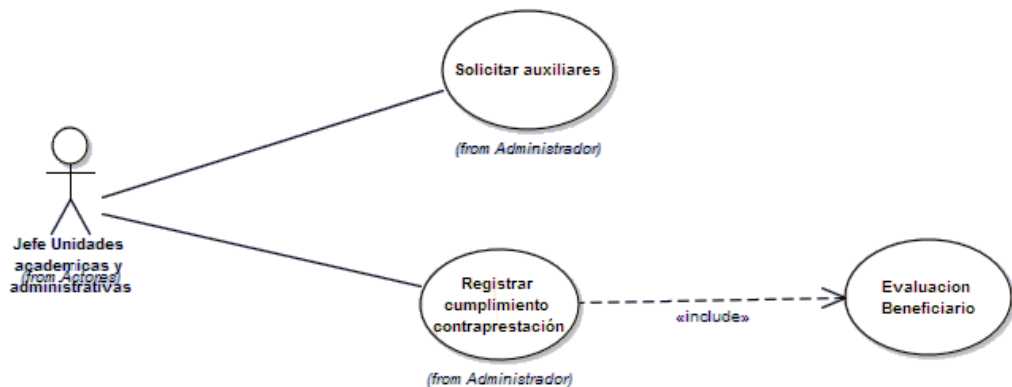 Solicitar auxiliares
(from Administrador)
Jefe Unidades
academicas y
(from Actores)
administrativas
Registrar
cumplimiento
contraprestación
(from Administrador)
«include»
Evaluacion
Beneficiario